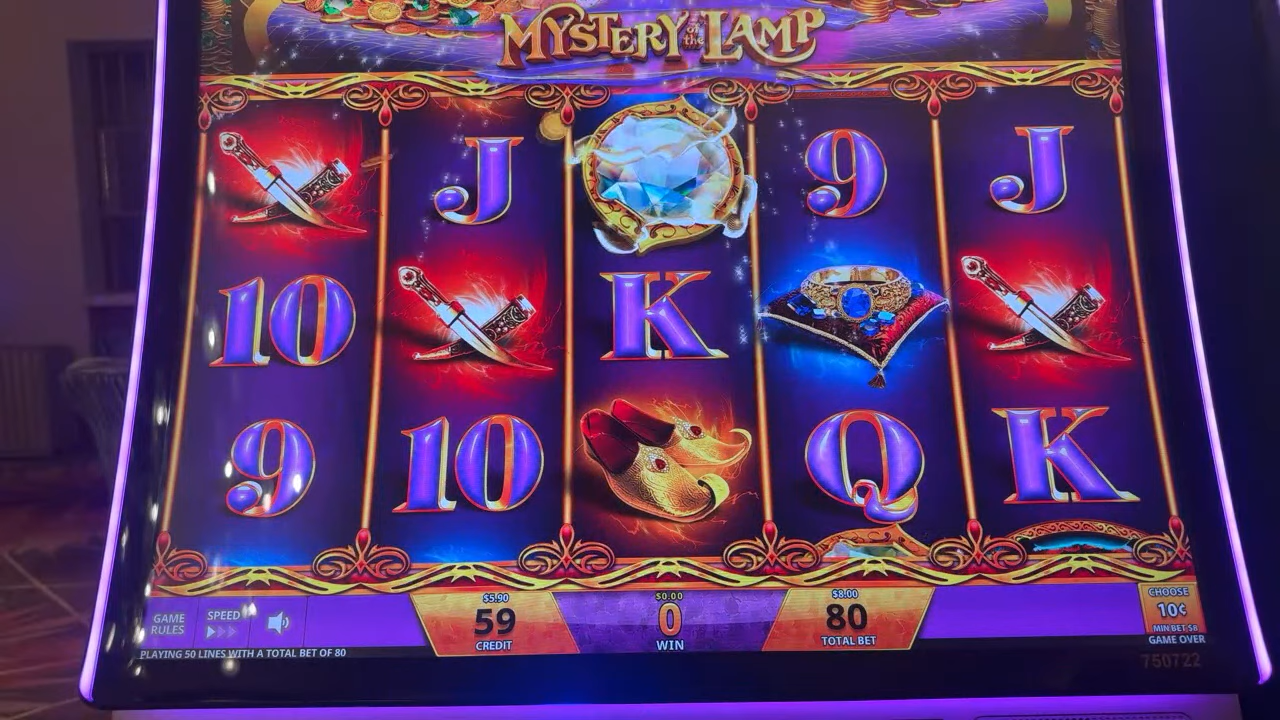 MYSTERY of the LAMP
J 9 J
10 K
9 10 Q K
GAME RULES
SPEED
$5.90
59
CREDIT
$0.00
0
WIN
$8.00
80
TOTAL BET
CHOOSE
10¢
MIN BET $8
GAME OVER
PLAYING 50 LINES WITH A TOTAL BET OF 80
750722